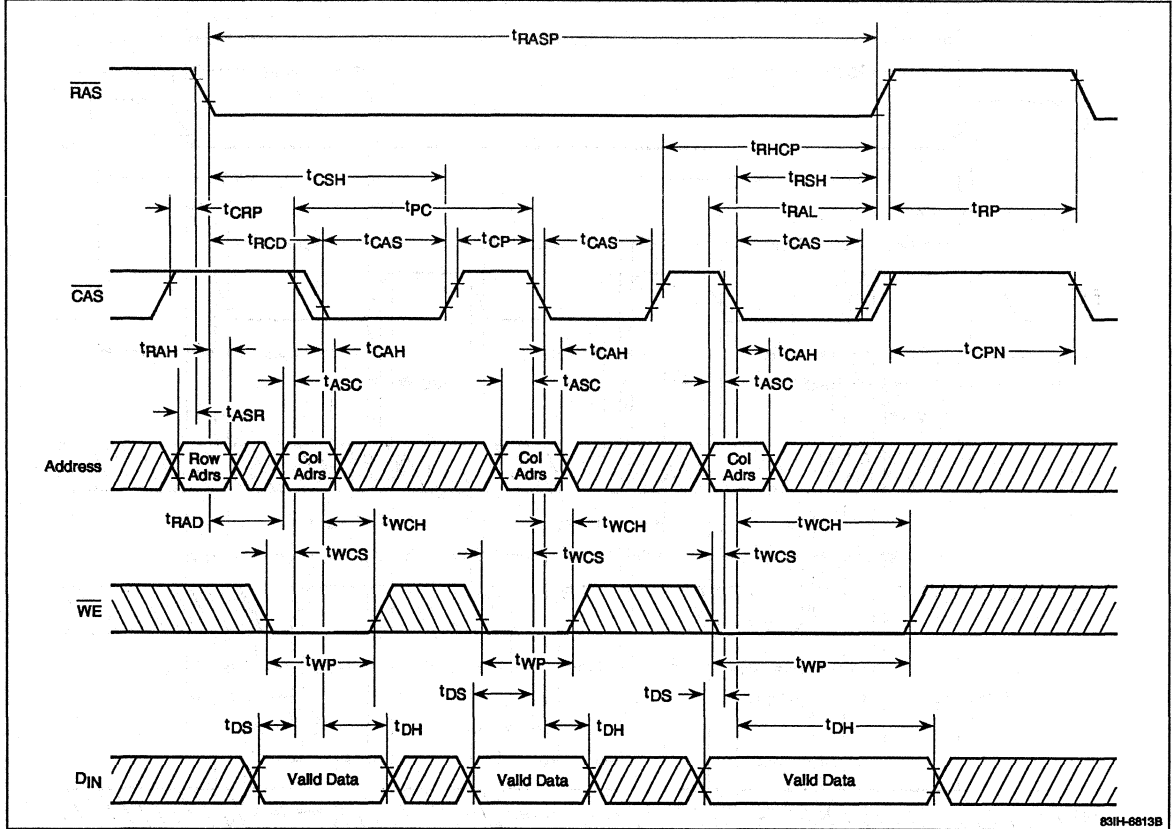 tRASP
RAS
tRHCP
tCSH
tRSH
tCRP
tPC
tRAL
tRP
tRCD
tCAS
tCP
tCAS
tCAS
CAS
tRAH
tCAH
tCAH
tCAH
tCPN
tASC
tASC
tASC
tASR
Address
Row Adrs
Col Adrs
Col Adrs
Col Adrs
tRAD
tWCH
tWCH
tWCH
tWCS
tWCS
tWCS
WE
tWP
tWP
tWP
tDS
tDS
tDS
tDH
tDH
tDH
DIN
Valid Data
Valid Data
Valid Data
83IH-6813B